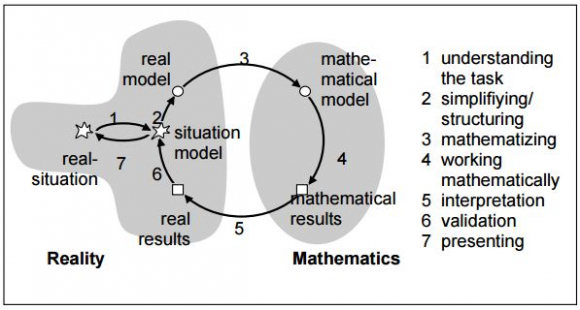 real
model
3
mathe-
matical
model
1
2
real-
situation
7
situation
model
6
4
real
results
5
mathematical
results
Reality
Mathematics
1 understanding
the task
2 simplifiying/
structuring
3 mathematizing
4 working
mathematically
5 interpretation
6 validation
7 presenting